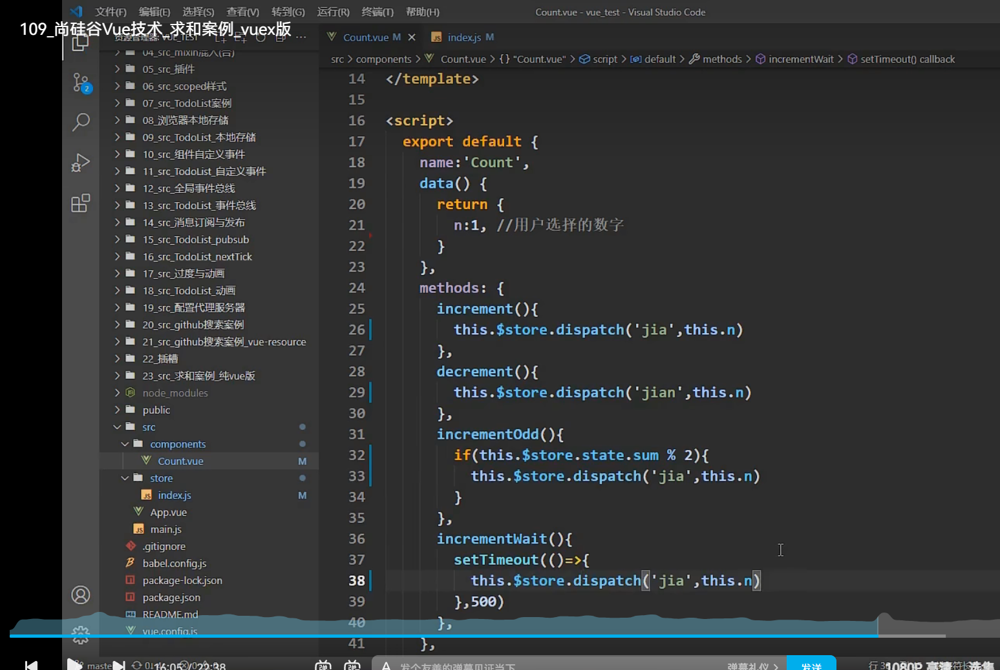 文件(F) 编辑(E) 选择(S) 查看(V) 转到(G) 运行(R) 终端(T) 帮助(H)
Count.vue - vue_test - Visual Studio Code
109_尚硅谷Vue技术_求和案例_vuex版
资源管理器: VUE_TEST
Count.vue M
index.js M
src > components > Count.vue > {} "Count.vue" > script > default > methods > incrementWait > setTimeout() callback
04_src_mixin混入(合)
05_src_插件
06_src_scoped样式
07_src_TodoList案例
08_浏览器本地存储
09_src_TodoList_本地存储
10_src_组件自定义事件
11_src_TodoList_自定义事件
12_src_全局事件总线
13_src_TodoList_事件总线
14_src_消息订阅与发布
15_src_TodoList_pubsub
16_src_TodoList_nextTick
17_src_过度与动画
18_src_TodoList_动画
19_src_配置代理服务器
20_src_github搜索案例
21_src_github搜索案例_vue-resource
22_插槽
23_src_求和案例_纯vue版
node_modules
public
src
components
Count.vue M
store
index.js M
App.vue
main.js
.gitignore
babel.config.js
package-lock.json
package.json
README.md
vue.config.js
2
14 </template>
15
16 <script>
17 export default {
18 name:'Count',
19 data() {
20 return {
21 n:1, //用户选择的数字
22 }
23 },
24 methods: {
25 increment(){
26 this.$store.dispatch('jia',this.n)
27 },
28 decrement(){
29 this.$store.dispatch('jian',this.n)
30 },
31 incrementOdd(){
32 if(this.$store.state.sum % 2){
33 this.$store.dispatch('jia',this.n)
34 }
35 },
36 incrementWait(){
37 setTimeout(()=>{
38 this.$store.dispatch('jia',this.n)
39 },500)
40 },
41 },
16:05 / 22:38
弹 弹
A 发个友善的弹幕见证当下
弹幕礼仪 >
发送
1080P 高清
选集